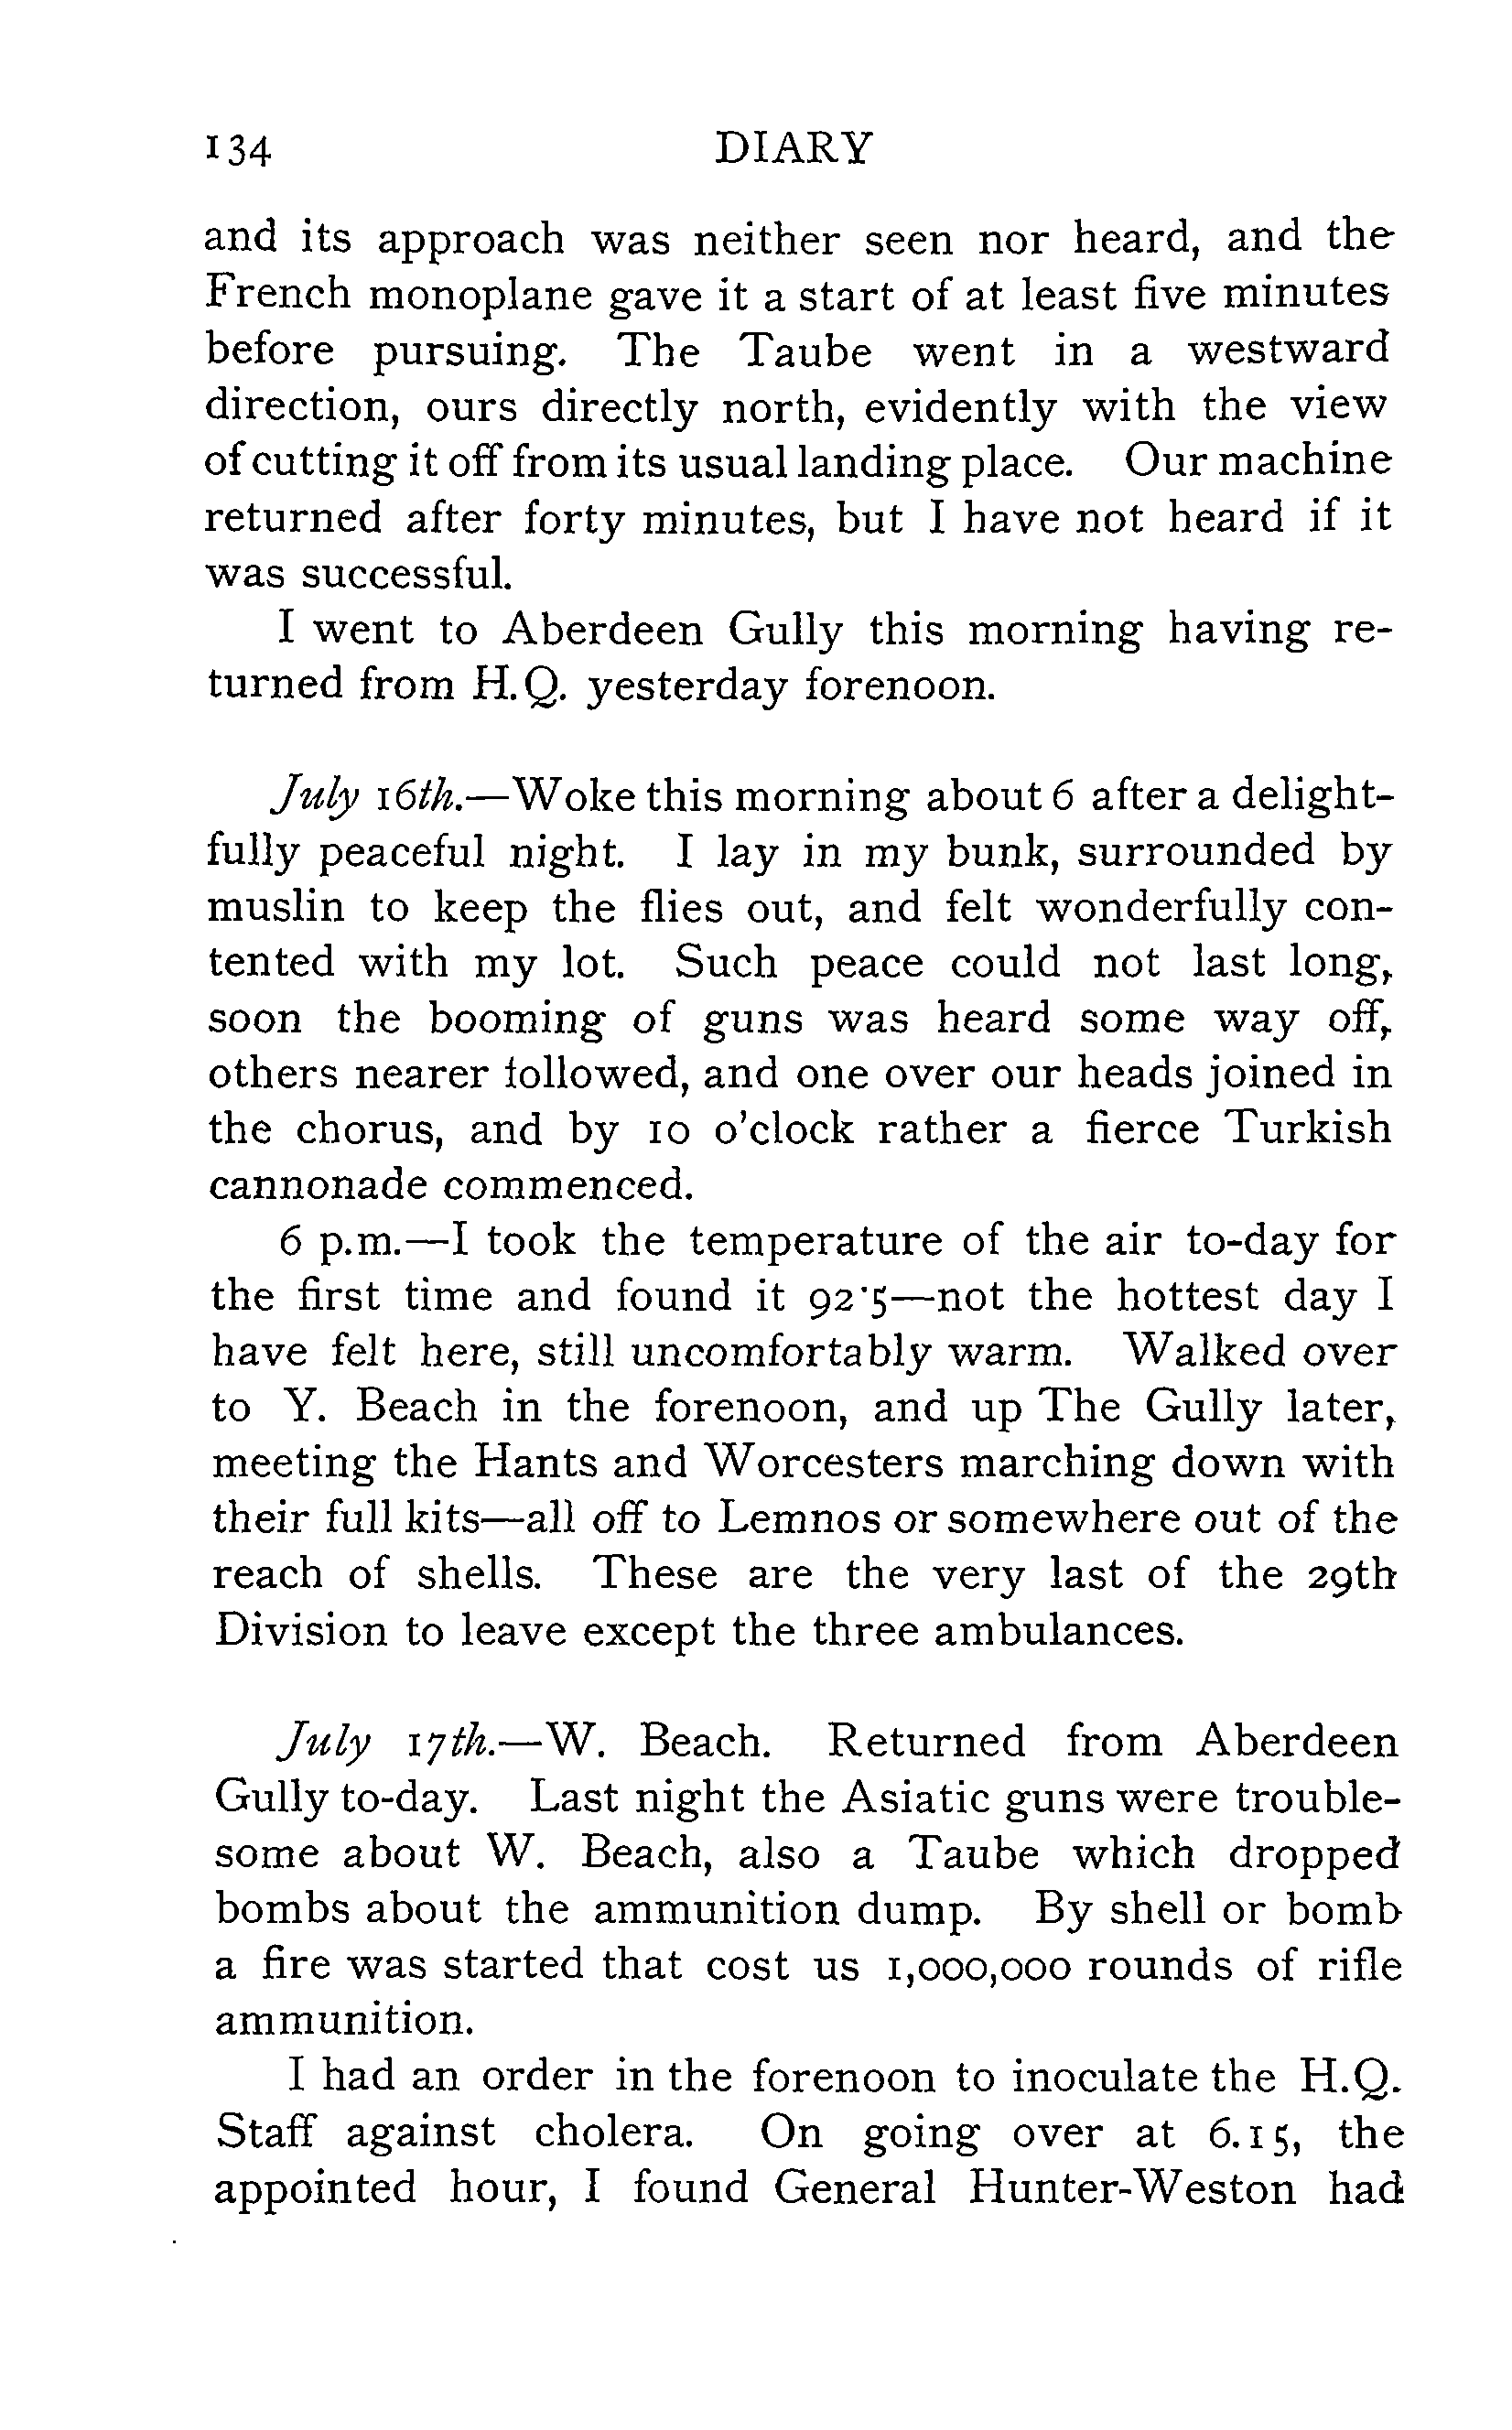 134 DIARY
and its approach was neither seen nor heard, and the
French monoplane gave it a start of at least five minutes
before pursuing. The Taube went in a westward
direction, ours directly north, evidently with the view
of cutting it off from its usual landing place. Our machine
returned after forty minutes, but I have not heard if it
was successful.
I went to Aberdeen Gully this morning having re-
turned from H.Q. yesterday forenoon.
July 16th.—Woke this morning about 6 after a delight-
fully peaceful night. I lay in my bunk, surrounded by
muslin to keep the flies out, and felt wonderfully con-
tented with my lot. Such peace could not last long,
soon the booming of guns was heard some way off,
others nearer followed, and one over our heads joined in
the chorus, and by 10 o'clock rather a fierce Turkish
cannonade commenced.
6 p.m.—I took the temperature of the air to-day for
the first time and found it 92·5—not the hottest day I
have felt here, still uncomfortably warm. Walked over
to Y. Beach in the forenoon, and up The Gully later,
meeting the Hants and Worcesters marching down with
their full kits—all off to Lemnos or somewhere out of the
reach of shells. These are the very last of the 29th
Division to leave except the three ambulances.
July 17th.—W. Beach. Returned from Aberdeen
Gully to-day. Last night the Asiatic guns were trouble-
some about W. Beach, also a Taube which dropped
bombs about the ammunition dump. By shell or bomb
a fire was started that cost us 1,000,000 rounds of rifle
ammunition.
I had an order in the forenoon to inoculate the H.Q.
Staff against cholera. On going over at 6.15, the
appointed hour, I found General Hunter-Weston had